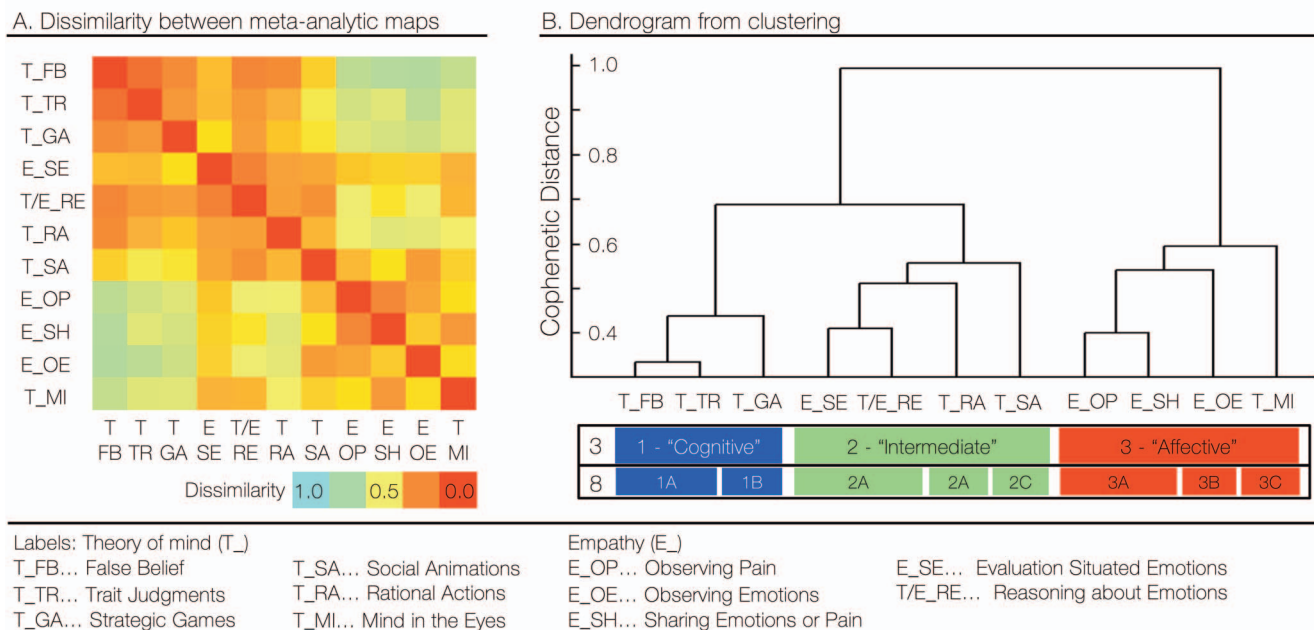 A. Dissimilarity between meta-analytic maps
T_FB
T_TR
T_GA
E_SE
T/E_RE
T_RA
T_SA
E_OP
E_SH
E_OE
T_MI
T T T E T/E T T E E E T
FB TR GA SE RE RA SA OP SH OE MI
Dissimilarity 1.0 0.5 0.0
B. Dendrogram from clustering
Cophenetic Distance
1.0
0.8
0.6
0.4
T_FB T_TR T_GA E_SE T/E_RE T_RA T_SA E_OP E_SH E_OE T_MI
3 1 - "Cognitive" 2 - "Intermediate" 3 - "Affective"
8 1A 1B 2A 2A 2C 3A 3B 3C
Labels: Theory of mind (T_)
T_FB... False Belief
T_TR... Trait Judgments
T_GA... Strategic Games
T_SA... Social Animations
T_RA... Rational Actions
T_MI... Mind in the Eyes
Empathy (E_)
E_OP... Observing Pain
E_OE... Observing Emotions
E_SH... Sharing Emotions or Pain
E_SE... Evaluation Situated Emotions
T/E_RE... Reasoning about Emotions